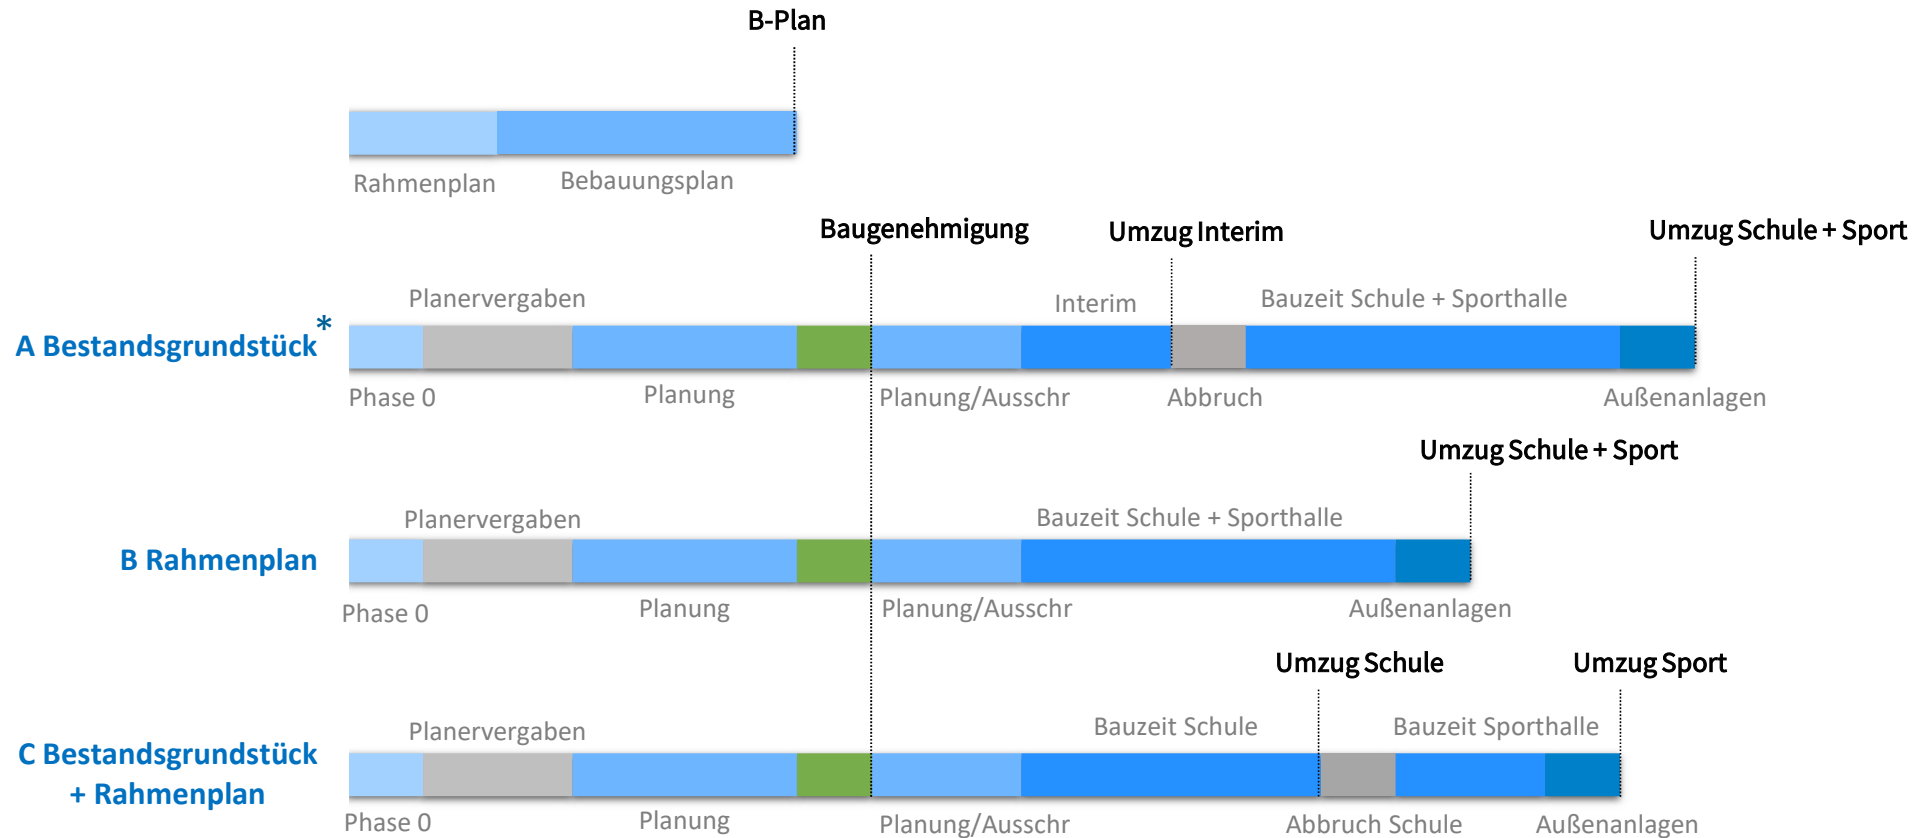 B-Plan
Rahmenplan
Bebauungsplan
Baugenehmigung
Umzug Interim
Umzug Schule + Sport
Planervergaben
Interim
Bauzeit Schule + Sporthalle
A Bestandsgrundstück*
Phase 0
Planung
Planung/Ausschr
Abbruch
Außenanlagen
Umzug Schule + Sport
Planervergaben
Bauzeit Schule + Sporthalle
B Rahmenplan
Phase 0
Planung
Planung/Ausschr
Außenanlagen
Umzug Schule
Umzug Sport
Planervergaben
Bauzeit Schule
Bauzeit Sporthalle
C Bestandsgrundstück
+ Rahmenplan
Phase 0
Planung
Planung/Ausschr
Abbruch Schule
Außenanlagen